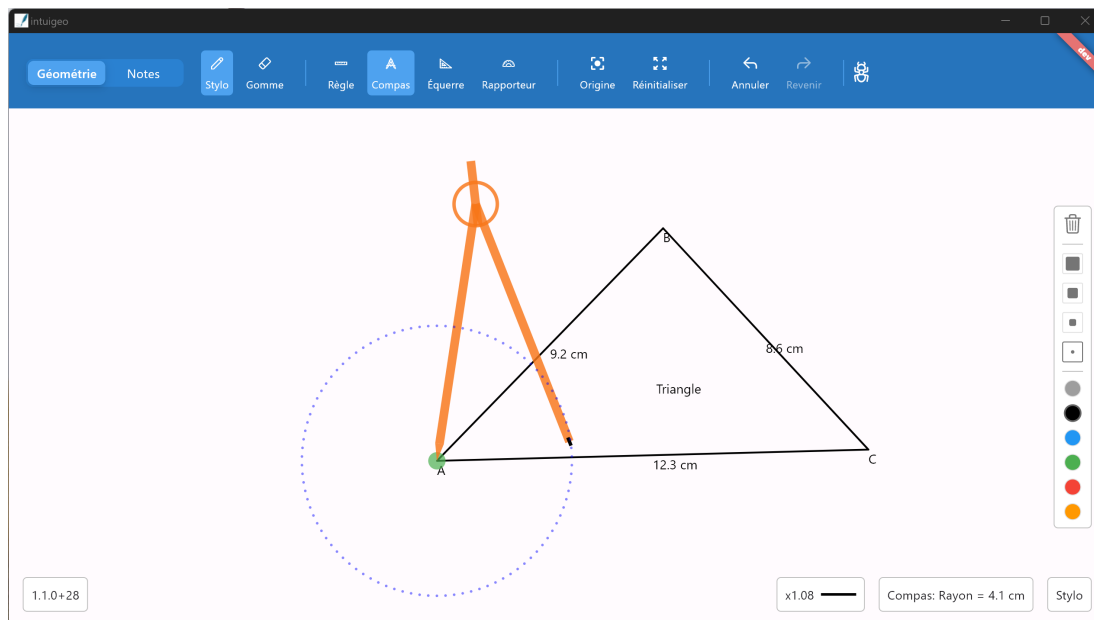 intuigeo
dev
Géométrie Notes Stylo Gomme Règle Compas Équerre Rapporteur Origine Réinitialiser Annuler Revenir
B
9.2 cm
8.6 cm
Triangle
A
12.3 cm
C
1.1.0+28
x1.08
Compas: Rayon = 4.1 cm
Stylo